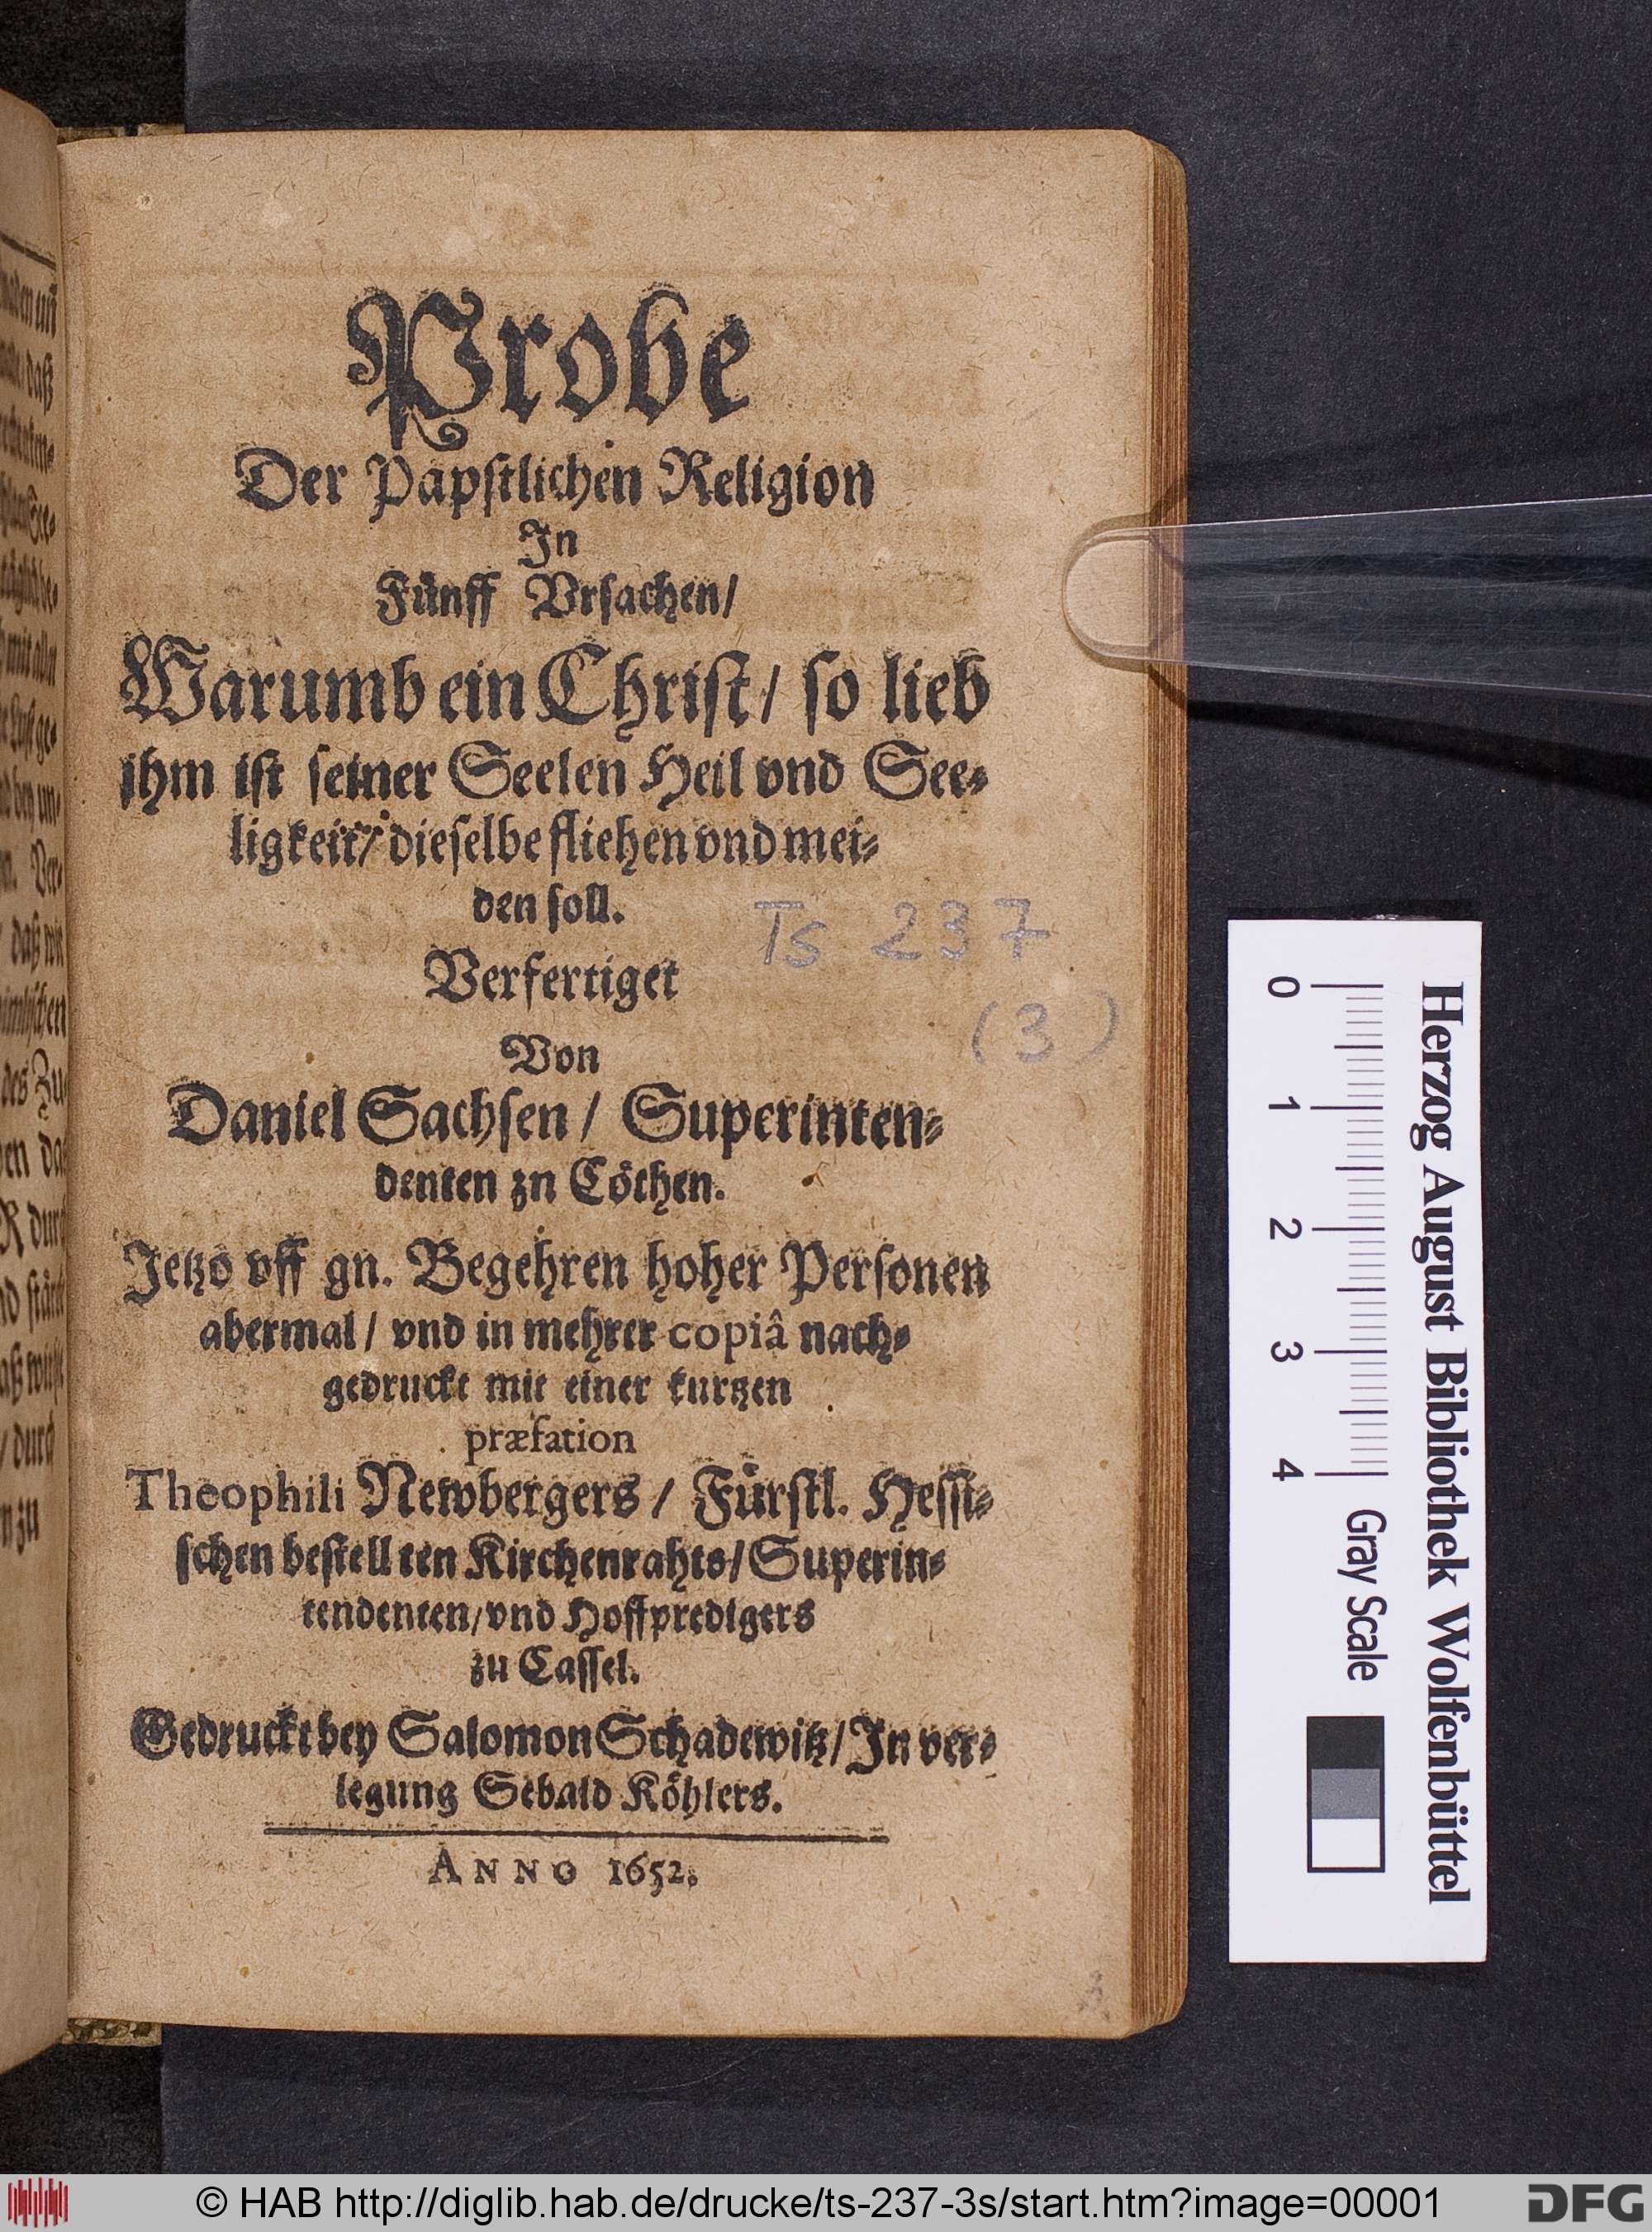 Probe
Der Påpstlichen Religion
In
Fünff Vrsachen/
Warumb ein Christ/ so lieb
ihm ist seiner Seelen Heil vnd See-
ligkeit/ dieselbe fliehen vnd mei-
den soll.
Ts 237
(3)
Verfertiget
Von
Daniel Sachsen/ Superinten-
denten zn Cöthen.
Jetzo vff gn. Begehren hoher Personen
abermal/ vnd in mehrer copiâ nach-
gedruckt mit einer kurtzen
præfation
Theophili Newbergers/ Fürstl. Hessi-
schen bestellten Kirchenrahts/ Superin-
tendenten/ vnd Hoffpredigers
zu Cassel.
Gedruckt bey Salomon Schadewitz/ In ver-
legung Sebald Köhlers.
ANNO 1652.
Herzog August Bibliothek Wolfenbüttel
0 1 2 3 4 Gray Scale
© HAB http://diglib.hab.de/drucke/ts-237-3s/start.htm?image=00001
DFG